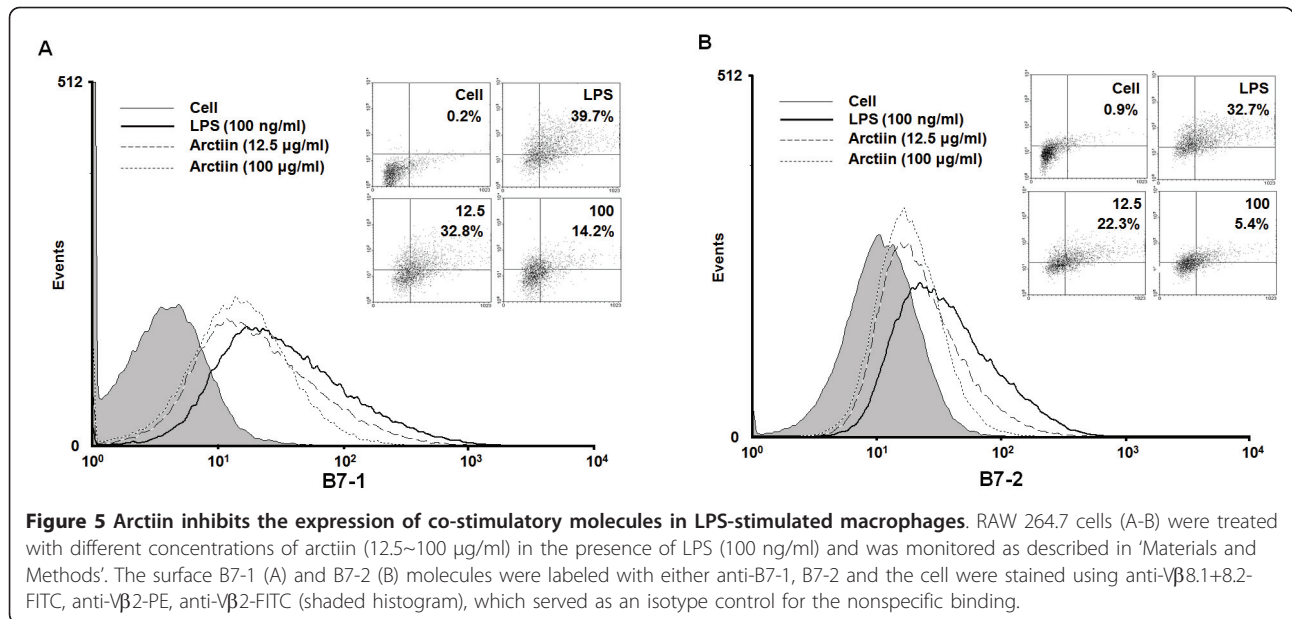 A
512
Events
0
Cell
LPS (100 ng/ml)
Arctiin (12.5 µg/ml)
Arctiin (100 µg/ml)
Cell
0.2%
LPS
39.7%
12.5
32.8%
100
14.2%
10⁰ 10¹ 10² 10³ 10⁴
B7-1
B
512
Events
0
Cell
LPS (100 ng/ml)
Arctiin (12.5 µg/ml)
Arctiin (100 µg/ml)
Cell
0.9%
LPS
32.7%
12.5
22.3%
100
5.4%
10⁰ 10¹ 10² 10³ 10⁴
B7-2
Figure 5 Arctiin inhibits the expression of co-stimulatory molecules in LPS-stimulated macrophages. RAW 264.7 cells (A-B) were treated
with different concentrations of arctiin (12.5~100 µg/ml) in the presence of LPS (100 ng/ml) and was monitored as described in ‘Materials and
Methods’. The surface B7-1 (A) and B7-2 (B) molecules were labeled with either anti-B7-1, B7-2 and the cell were stained using anti-Vβ8.1+8.2-
FITC, anti-Vβ2-PE, anti-Vβ2-FITC (shaded histogram), which served as an isotype control for the nonspecific binding.